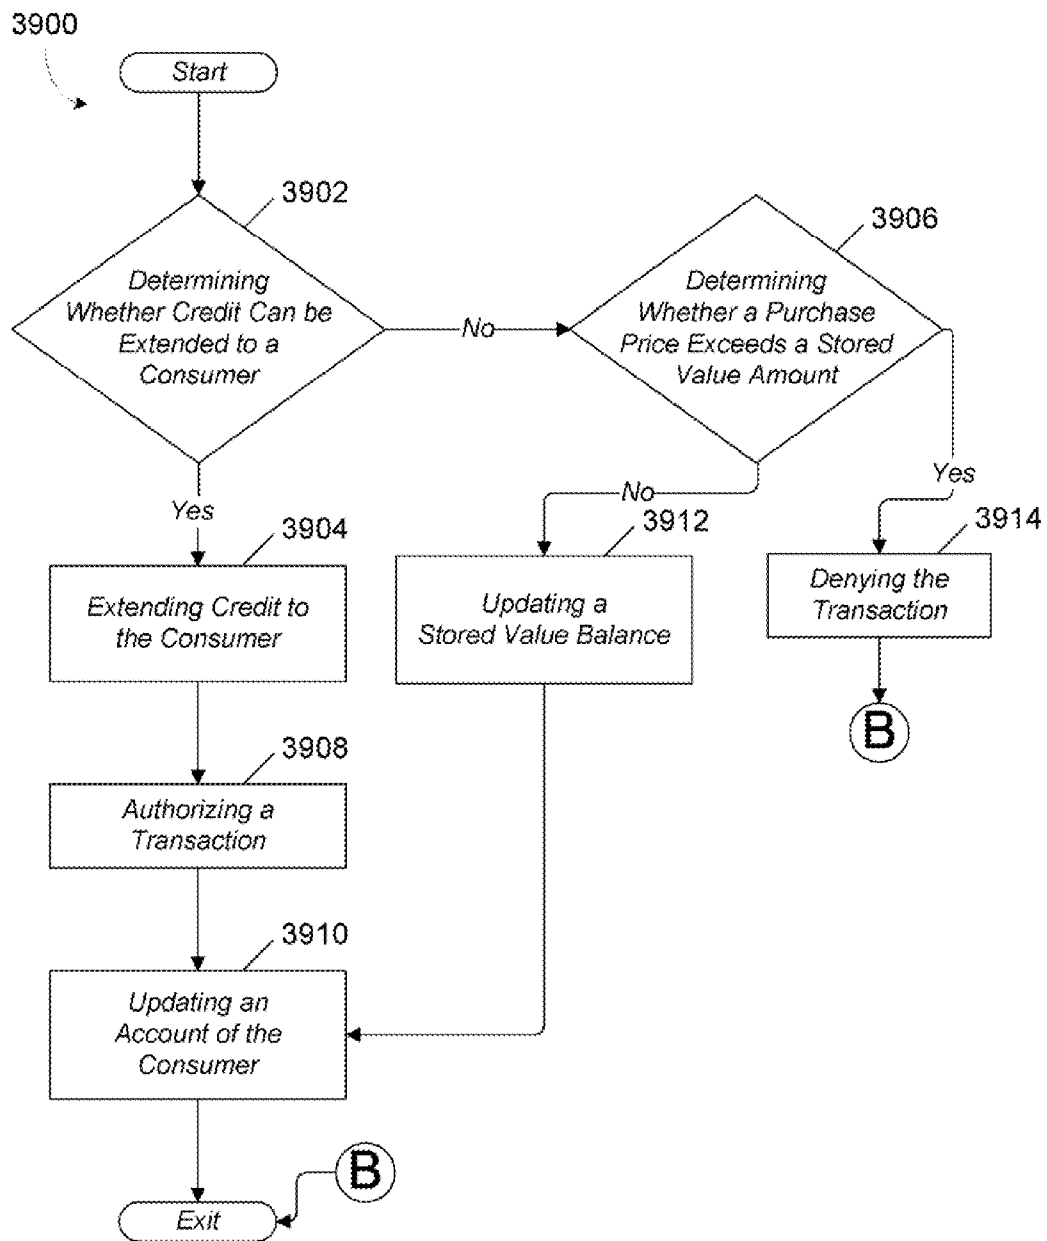 3900
Start
3902
Determining
Whether Credit Can be
Extended to a
Consumer
No
3906
Determining
Whether a Purchase
Price Exceeds a Stored
Value Amount
Yes
No
Yes
3904
Extending Credit to
the Consumer
3912
Updating a
Stored Value Balance
3914
Denying the
Transaction
B
3908
Authorizing a
Transaction
3910
Updating an
Account of the
Consumer
B
Exit